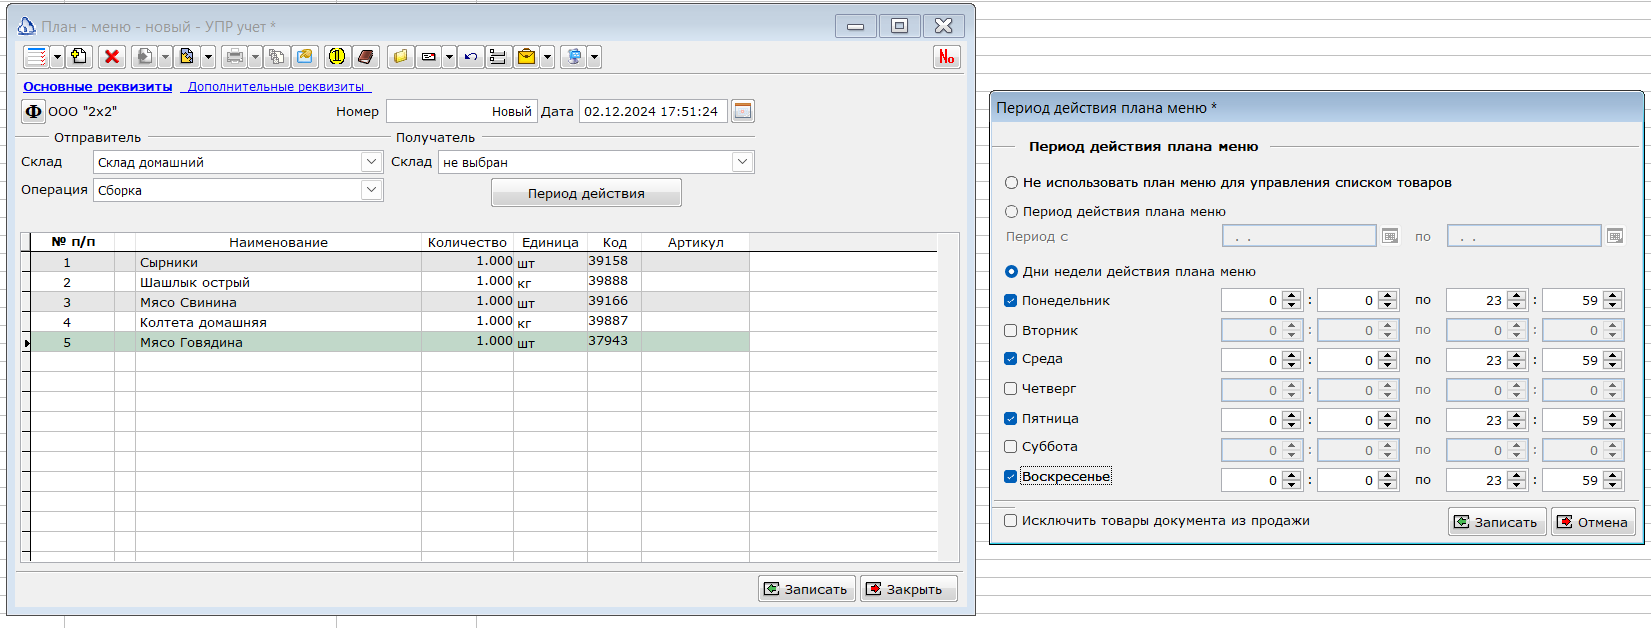 План - меню - новый - УПР учет *
№
Основные реквизиты Дополнительные реквизиты
Ф ООО "2x2" Номер Новый Дата 02.12.2024 17:51:24
Отправитель Получатель
Склад Склад домашний Склад не выбран
Операция Сборка Период действия
№ п/п Наименование Количество Единица Код Артикул
1 Сырники 1.000 шт 39158
2 Шашлык острый 1.000 кг 39888
3 Мясо Свинина 1.000 шт 39166
4 Колтета домашняя 1.000 кг 39887
5 Мясо Говядина 1.000 шт 37943
Записать Закрыть
Период действия плана меню *
Период действия плана меню
Не использовать план меню для управления списком товаров
Период действия плана меню
Период с . . по . .
Дни недели действия плана меню
Понедельник 0 : 0 по 23 : 59
Вторник 0 : 0 по 0 : 0
Среда 0 : 0 по 23 : 59
Четверг 0 : 0 по 0 : 0
Пятница 0 : 0 по 23 : 59
Суббота 0 : 0 по 0 : 0
Воскресенье 0 : 0 по 23 : 59
Исключить товары документа из продажи Записать Отмена